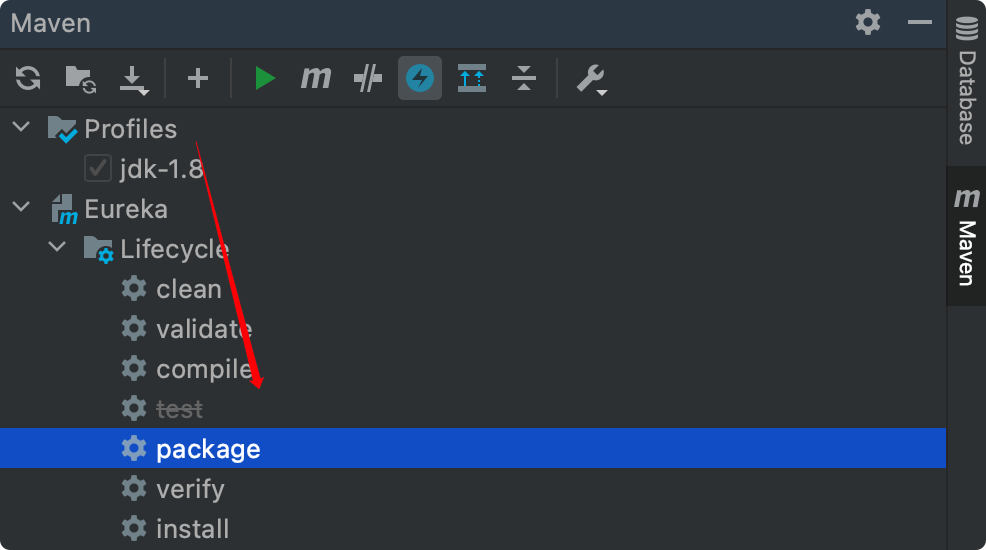 Maven
Profiles
jdk-1.8
Eureka
Lifecycle
clean
validate
compile
test
package
verify
install
Database
Maven